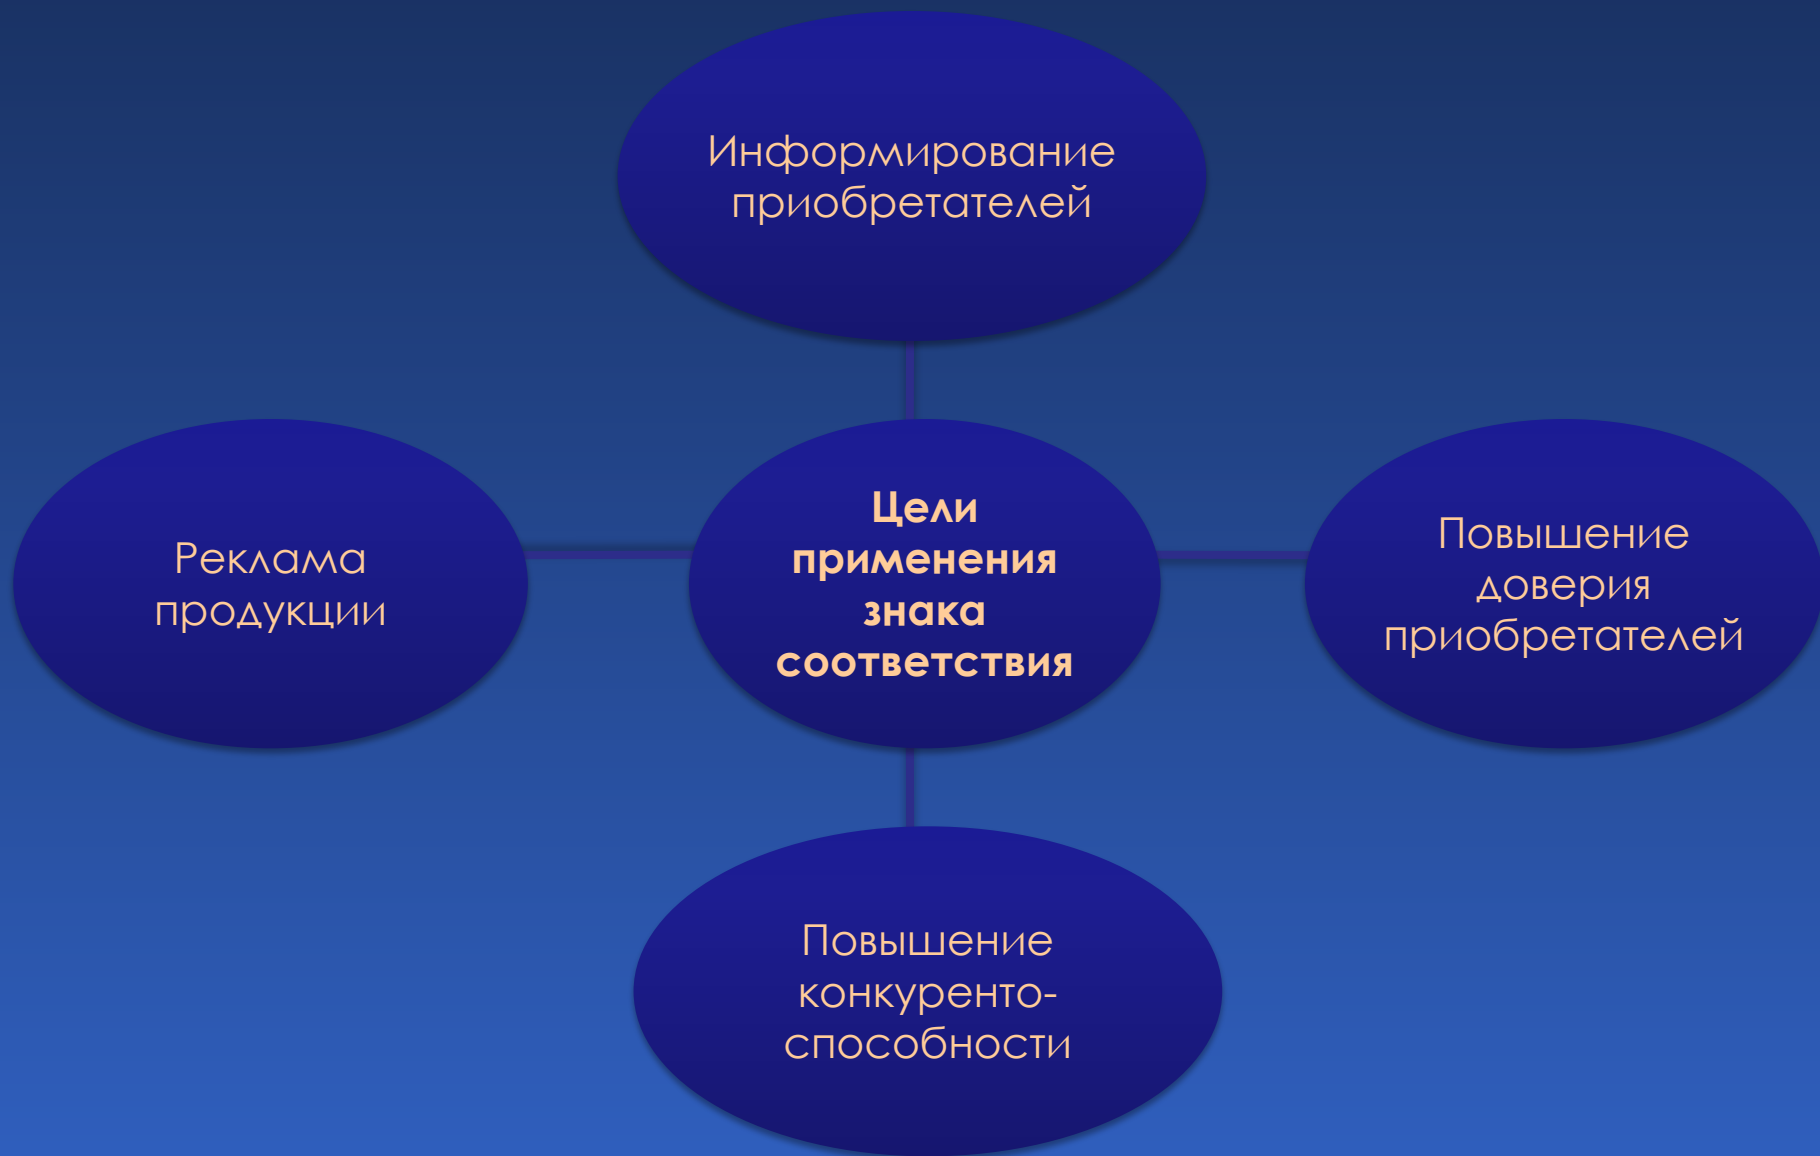 Информирование
приобретателей
Реклама
продукции
Цели
применения
знака
соответствия
Повышение
доверия
приобретателей
Повышение
конкуренто-
способности